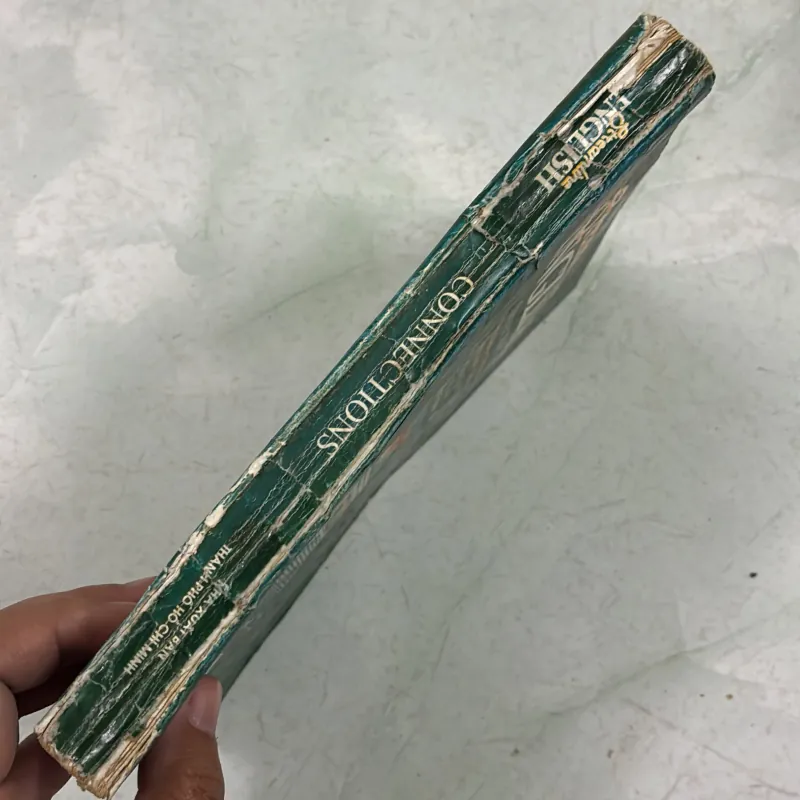 Streamline
ENGLISH
CONNECTIONS
NHÀ XUẤT BẢN
THÀNH PHỐ HỒ-CHÍ-MINH